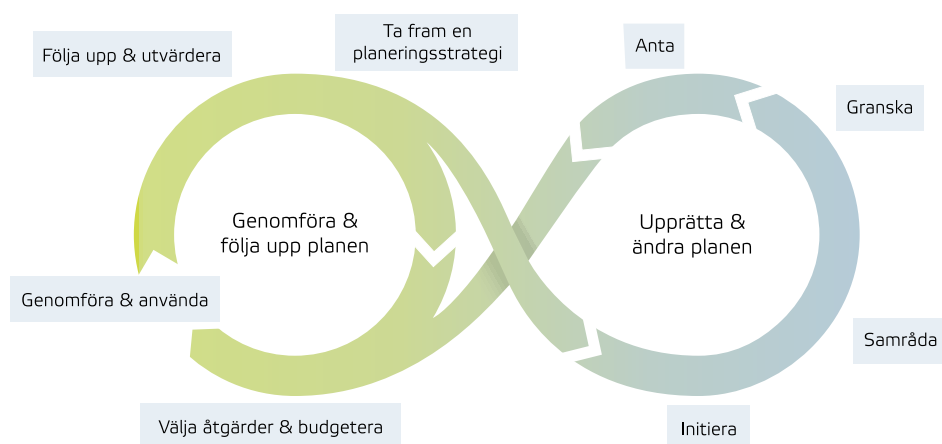 Ta fram en
planeringsstrategi
Anta
Följa upp & utvärdera
Granska
Genomföra &
följa upp planen
Upprätta &
ändra planen
Genomföra & använda
Samråda
Välja åtgärder & budgetera
Initiera